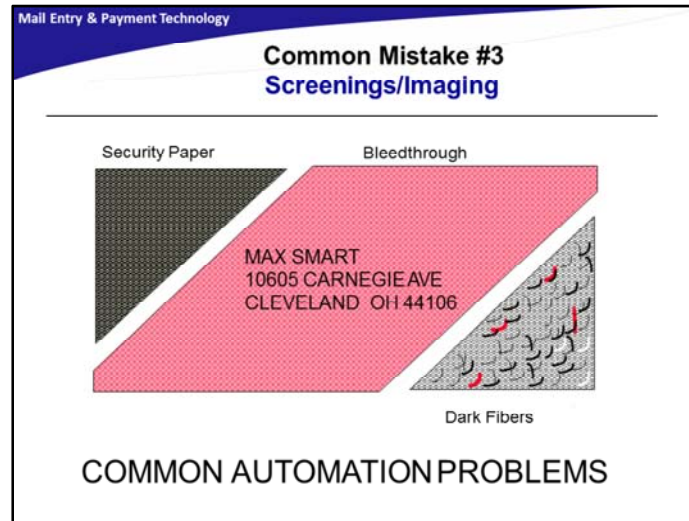 Mail Entry & Payment Technology
Common Mistake #3
Screenings/Imaging
Security Paper
Bleedthrough
MAX SMART
10605 CARNEGIE AVE
CLEVELAND OH 44106
Dark Fibers
COMMON AUTOMATION PROBLEMS